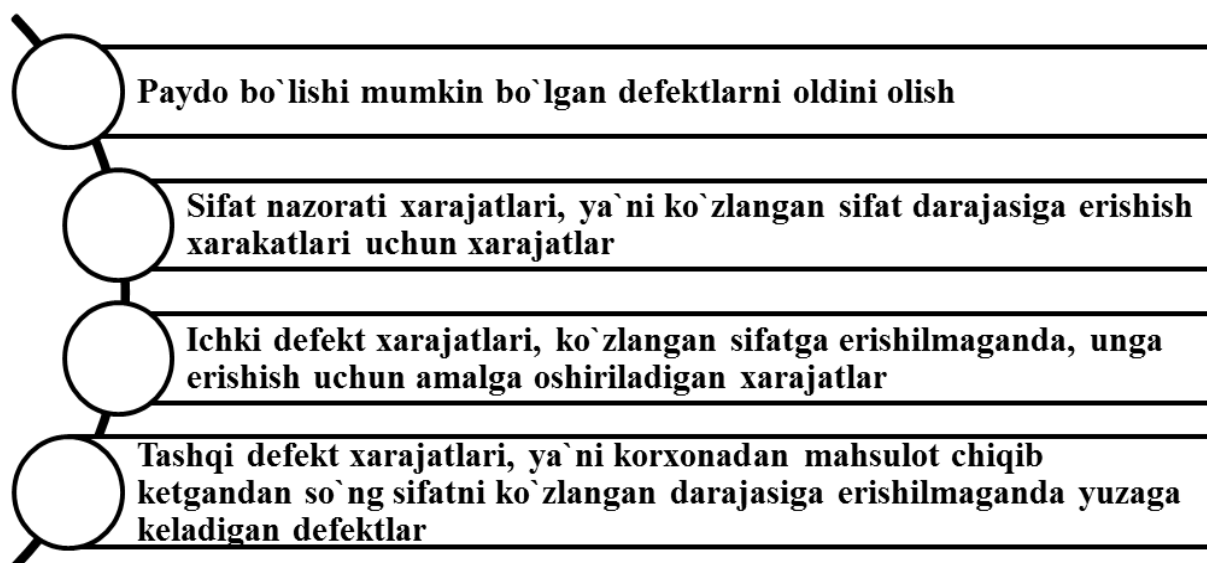 Paydo bo`lishi mumkin bo`lgan defektlarni oldini olish
Sifat nazorati xarajatlari, ya`ni ko`zlangan sifat darajasiga erishish
xarakatlari uchun xarajatlar
Ichki defekt xarajatlari, ko`zlangan sifatga erishilmaganda, unga
erishish uchun amalga oshiriladigan xarajatlar
Tashqi defekt xarajatlari, ya`ni korxonadan mahsulot chiqib
ketgandan so`ng sifatni ko`zlangan darajasiga erishilmaganda yuzaga
keladigan defektlar